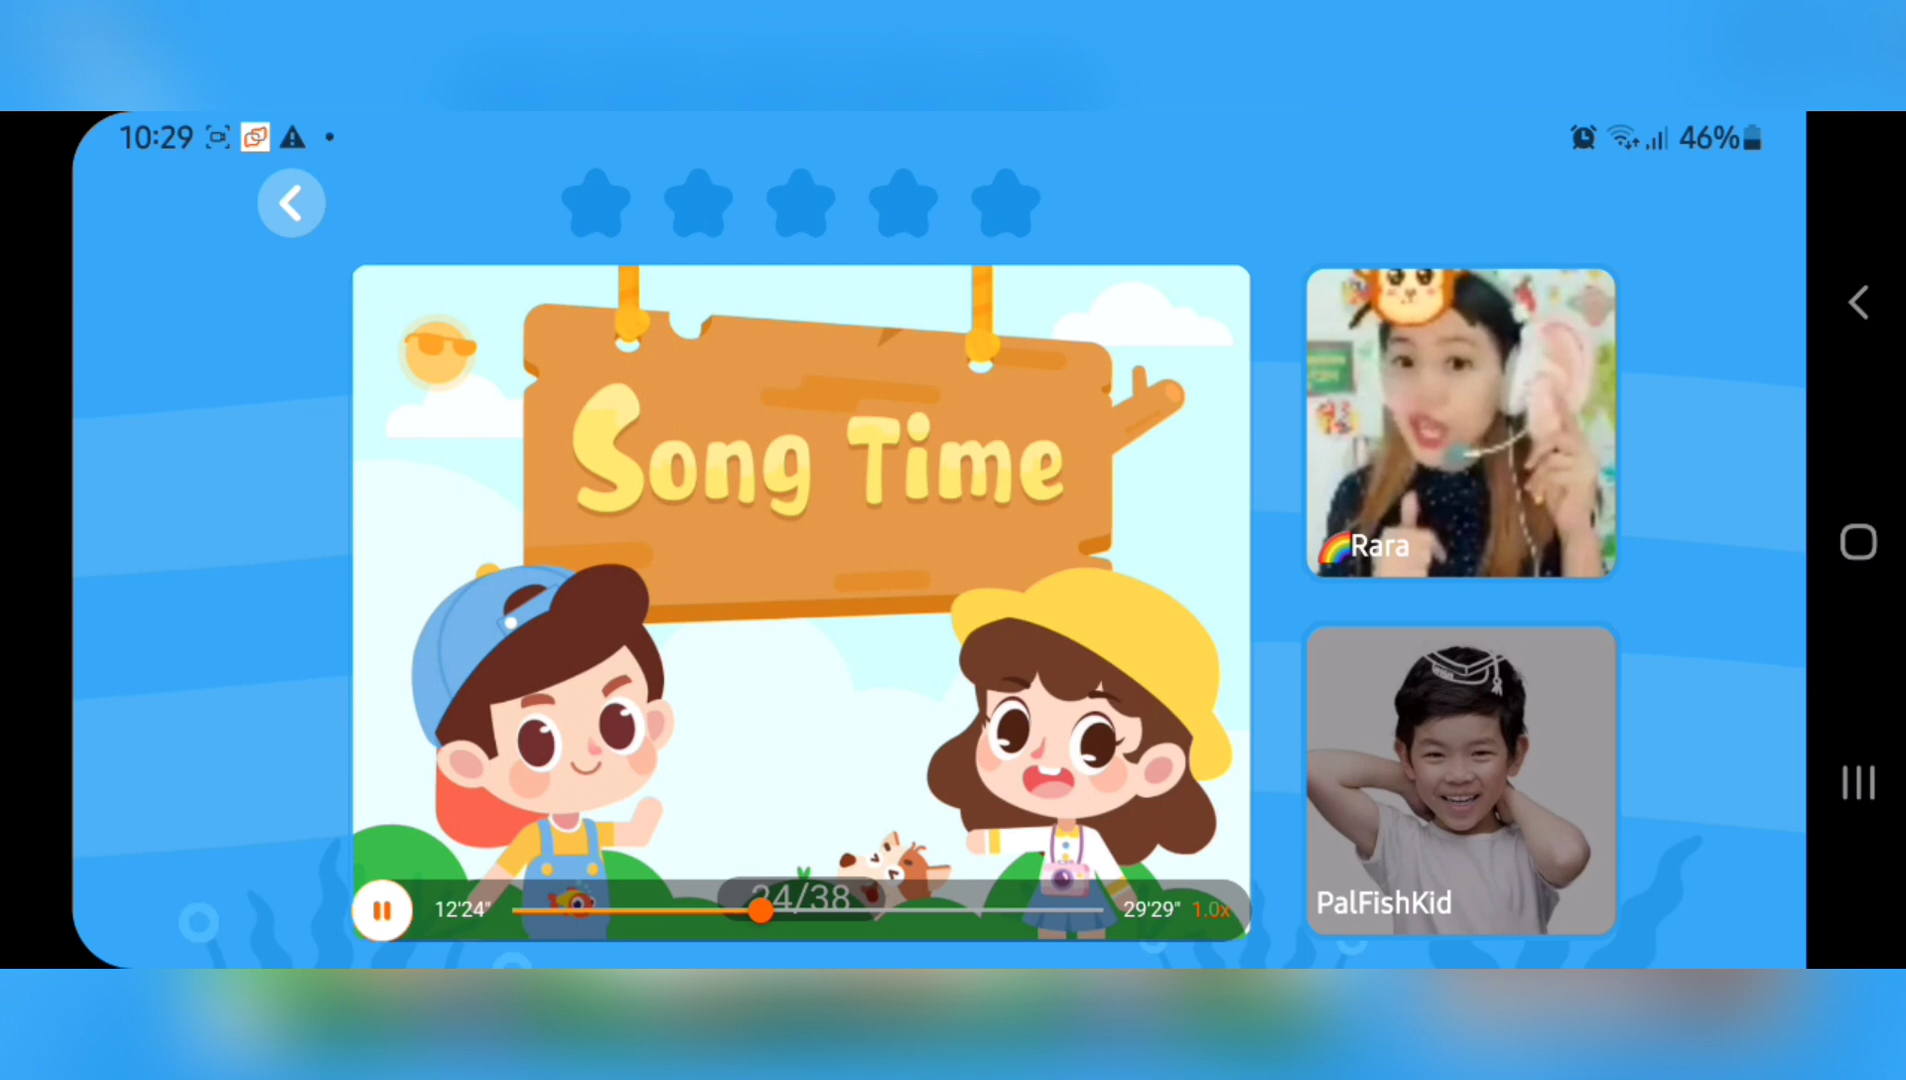 10:29
46%
Song Time
🌈Rara
PalFishKid
24/38
12'24"
29'29" 1.0x